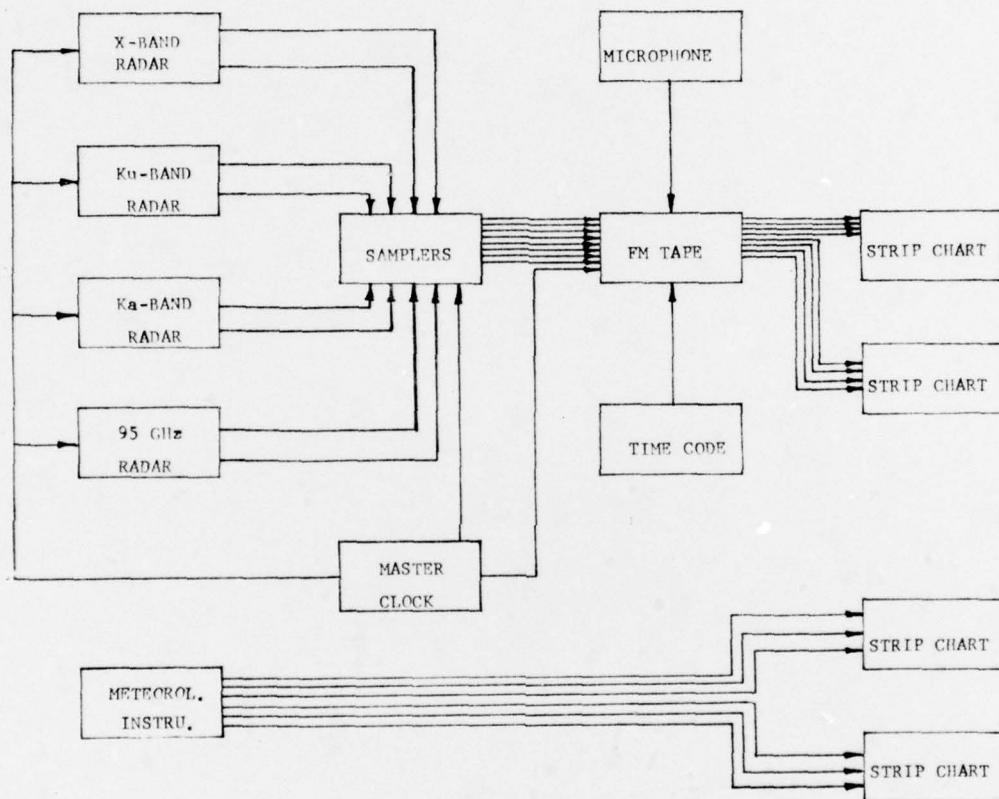 X-BAND
RADAR
MICROPHONE
Ku-BAND
RADAR
SAMPLERS
FM TAPE
STRIP CHART
Ka-BAND
RADAR
STRIP CHART
95 GHz
RADAR
TIME CODE
MASTER
CLOCK
STRIP CHART
METEOROL.
INSTRU.
STRIP CHART